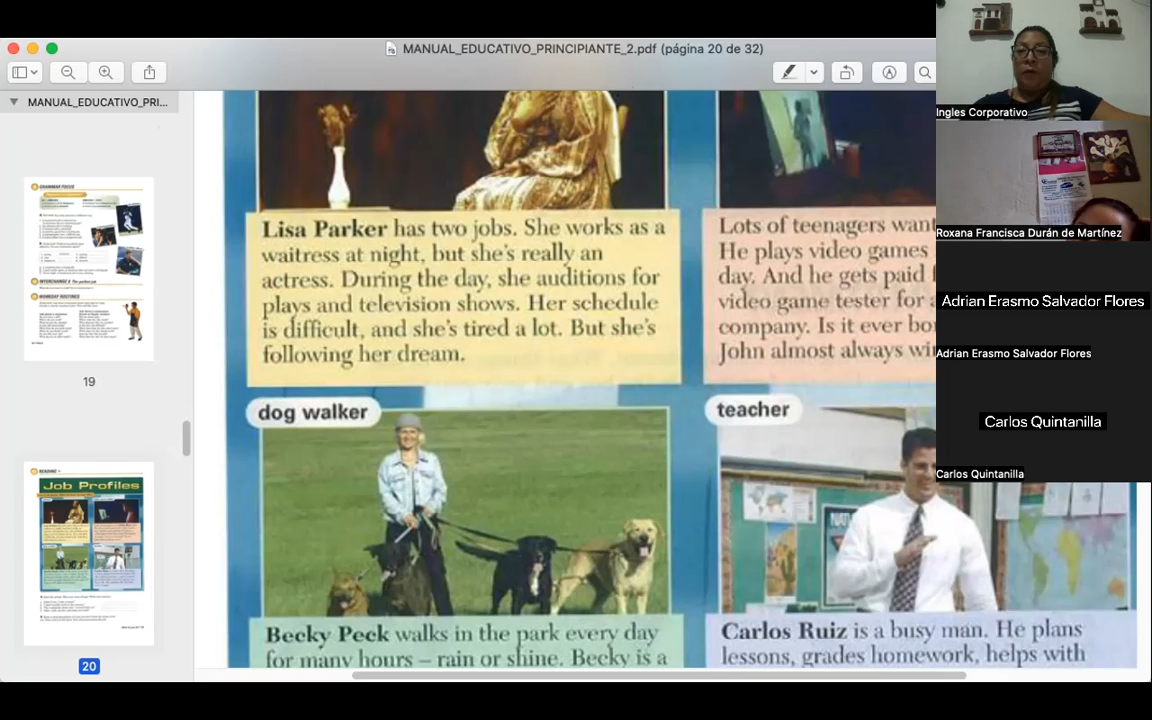 MANUAL_EDUCATIVO_PRINCIPIANTE_2.pdf (página 20 de 32)
MANUAL_EDUCATIVO_PRI...
GRAMMAR FOCUS
19
READING
Job Profiles
20
Lisa Parker has two jobs. She works as a
waitress at night, but she's really an
actress. During the day, she auditions for
plays and television shows. Her schedule
is difficult, and she's tired a lot. But she's
following her dream.
Lots of teenagers want
He plays video games
day. And he gets paid
video game tester for a
company. Is it ever bo
John almost always wi
dog walker
teacher
Becky Peck walks in the park every day
for many hours – rain or shine. Becky is a
Carlos Ruiz is a busy man. He plans
lessons, grades homework, helps with
Ingles Corporativo
Roxana Francisca Durán de Martínez
Adrian Erasmo Salvador Flores
Adrian Erasmo Salvador Flores
Carlos Quintanilla
Carlos Quintanilla